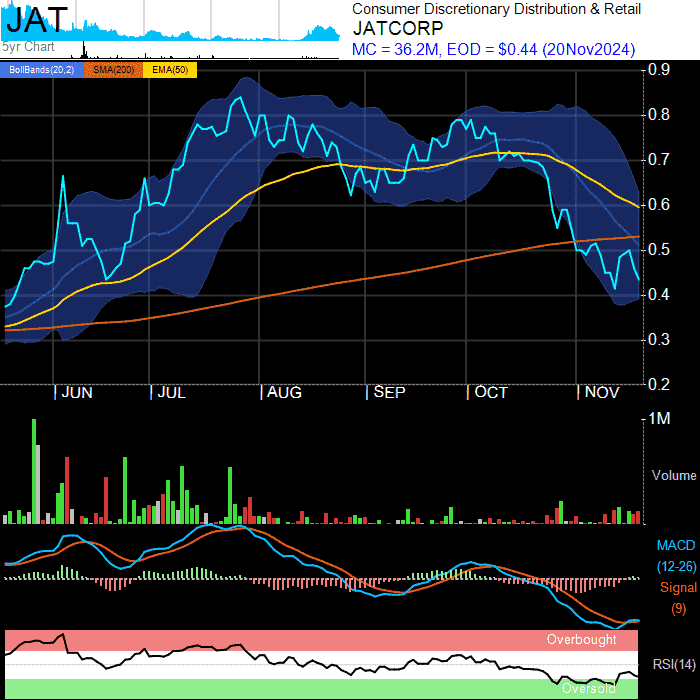 JAT
5yr Chart
Consumer Discretionary Distribution & Retail
JATCORP
MC = 36.2M, EOD = $0.44 (20Nov2024)
BollBands(20,2) SMA(200) EMA(50)
0.9
0.8
0.7
0.6
0.5
0.4
0.3
0.2
JUN JUL AUG SEP OCT NOV
1M
Volume
MACD
(12-26)
Signal
(9)
Overbought
RSI(14)
Oversold